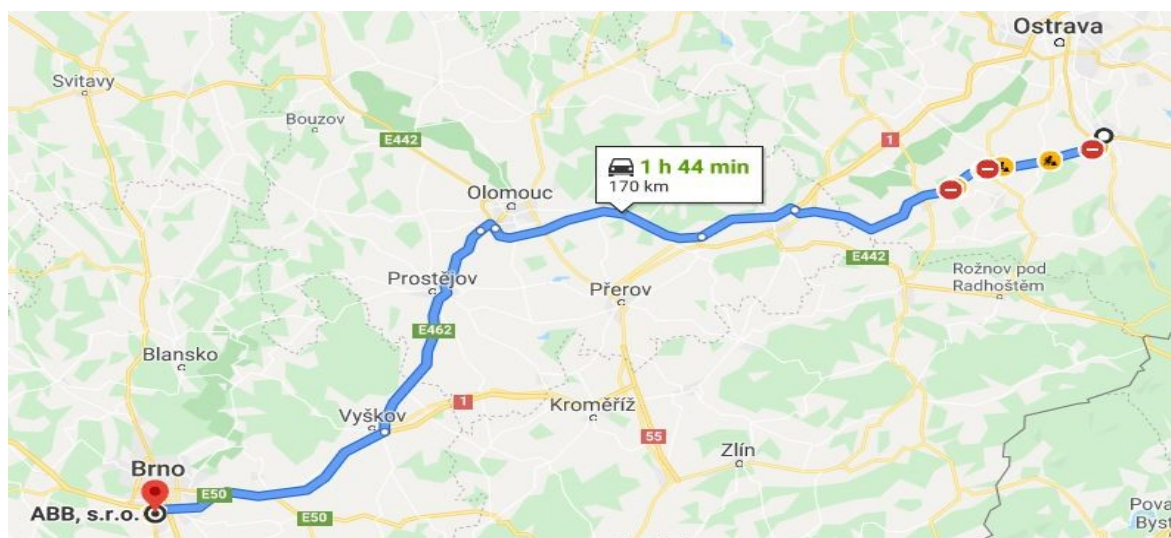 Ostrava
Svitavy
Bouzov
E442
1
1 h 44 min
170 km
Olomouc
Prostějov
Přerov
E442
Rožnov pod
Radhoštěm
E462
Blansko
Vyškov
1
Kroměříž
55
Zlín
Brno
E50
ABB, s.r.o.
E50
Pova
Byst